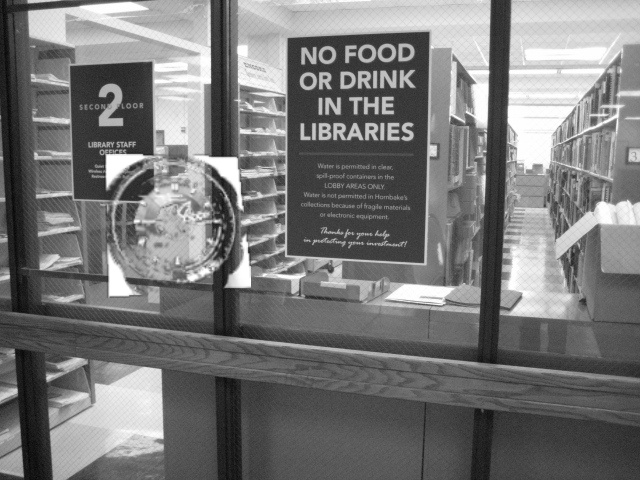 2
SECOND FLOOR
LIBRARY STAFF
OFFICES
NO FOOD
OR DRINK
IN THE
LIBRARIES
Water is permitted in clear,
spill-proof containers in the
LOBBY AREAS ONLY.
Water is not permitted in Hornbake's
collections because of fragile materials
or electronic equipment.
Thanks for your help
in protecting your investment!